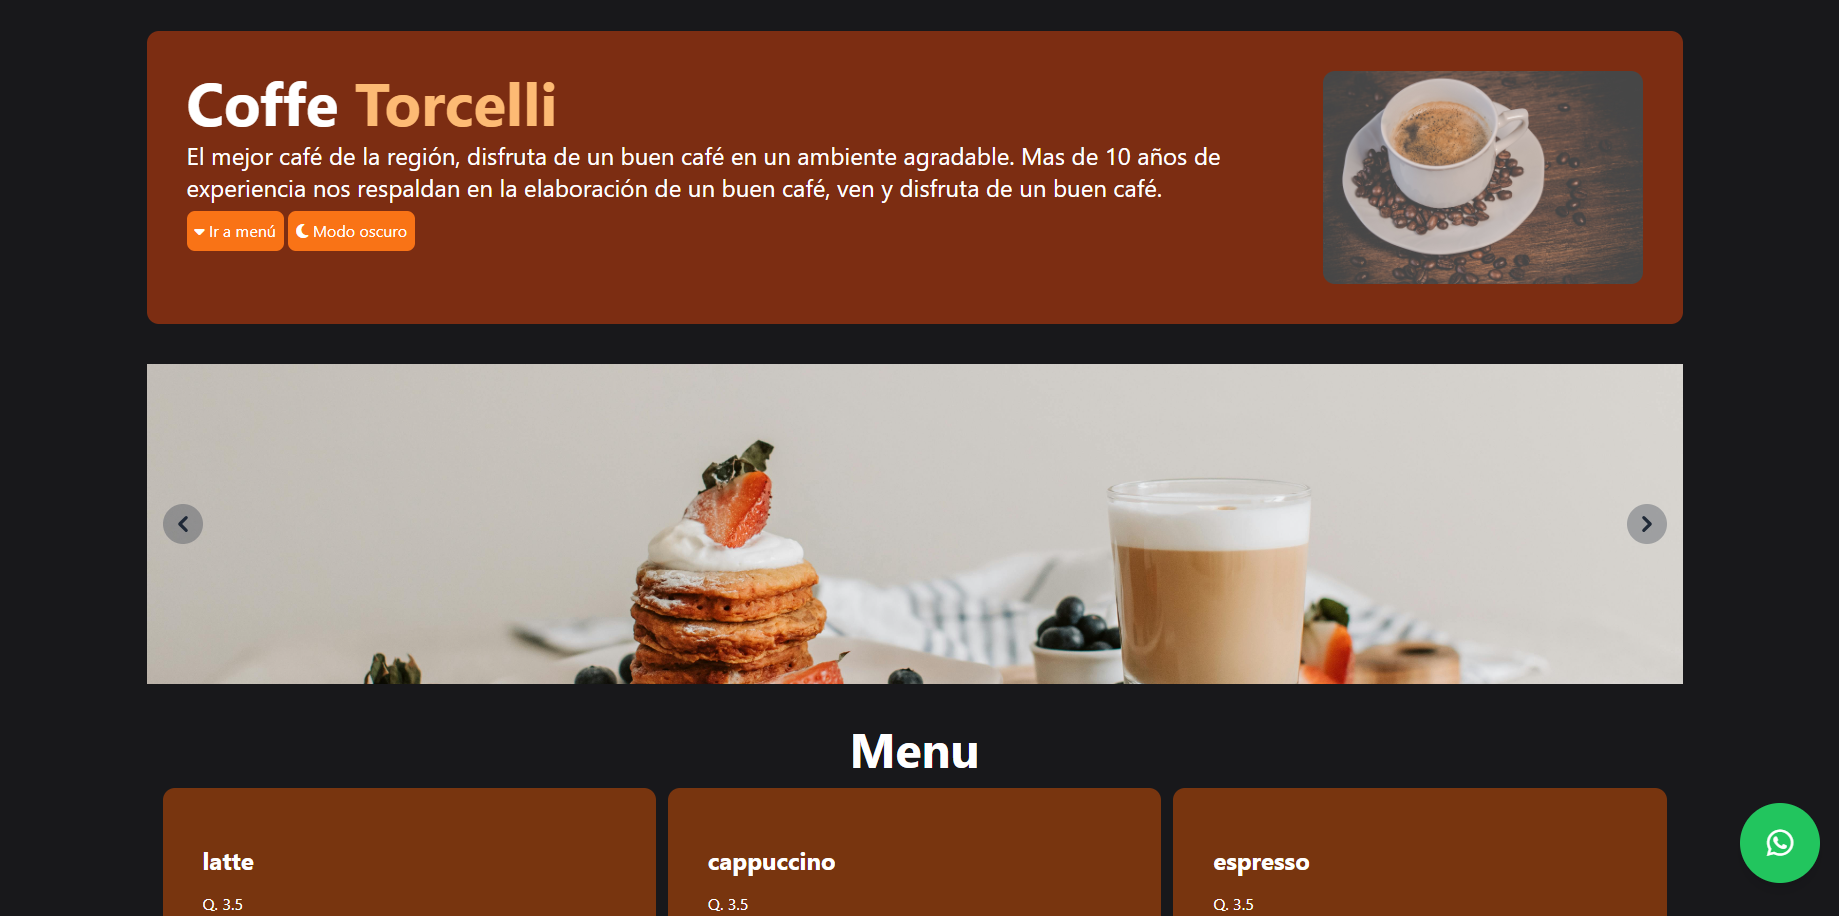 Coffe Torcelli
El mejor café de la región, disfruta de un buen café en un ambiente agradable. Mas de 10 años de
experiencia nos respaldan en la elaboración de un buen café, ven y disfruta de un buen café.
Ir a menú Modo oscuro
Menu
latte
Q. 3.5
cappuccino
Q. 3.5
espresso
Q. 3.5